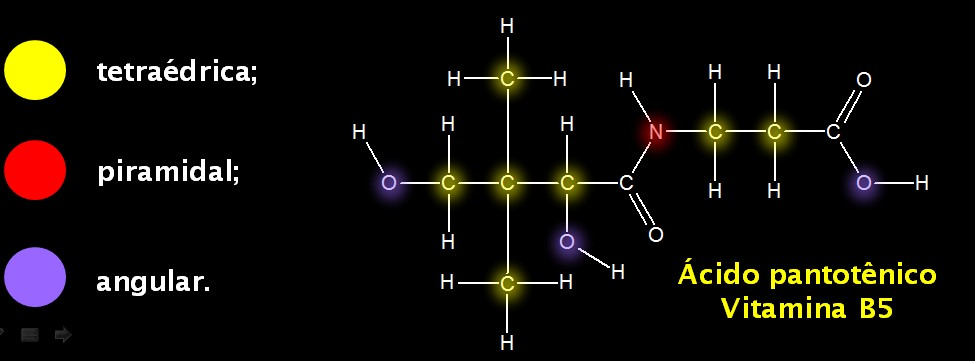 tetraédrica;
piramidal;
angular.
H
H C H
H H H H O
H H H N C C C
O C C C C H H O H
H O O
H C H H
H
Ácido pantotênico
Vitamina B5